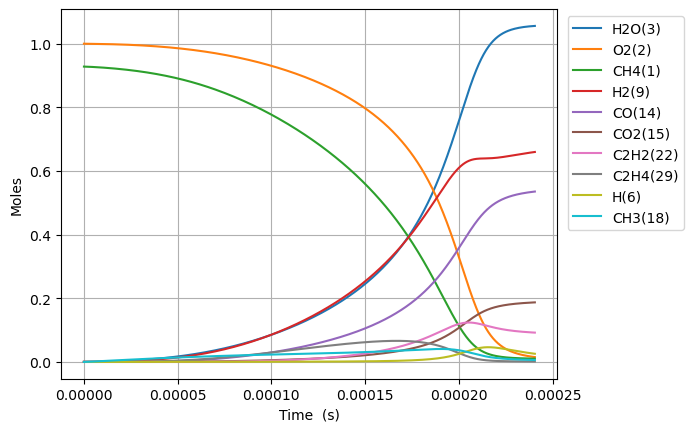 1.0
0.8
0.6
0.4
0.2
0.0
Moles
0.00000 0.00005 0.00010 0.00015 0.00020 0.00025
Time  (s)
H2O(3)
O2(2)
CH4(1)
H2(9)
CO(14)
CO2(15)
C2H2(22)
C2H4(29)
H(6)
CH3(18)